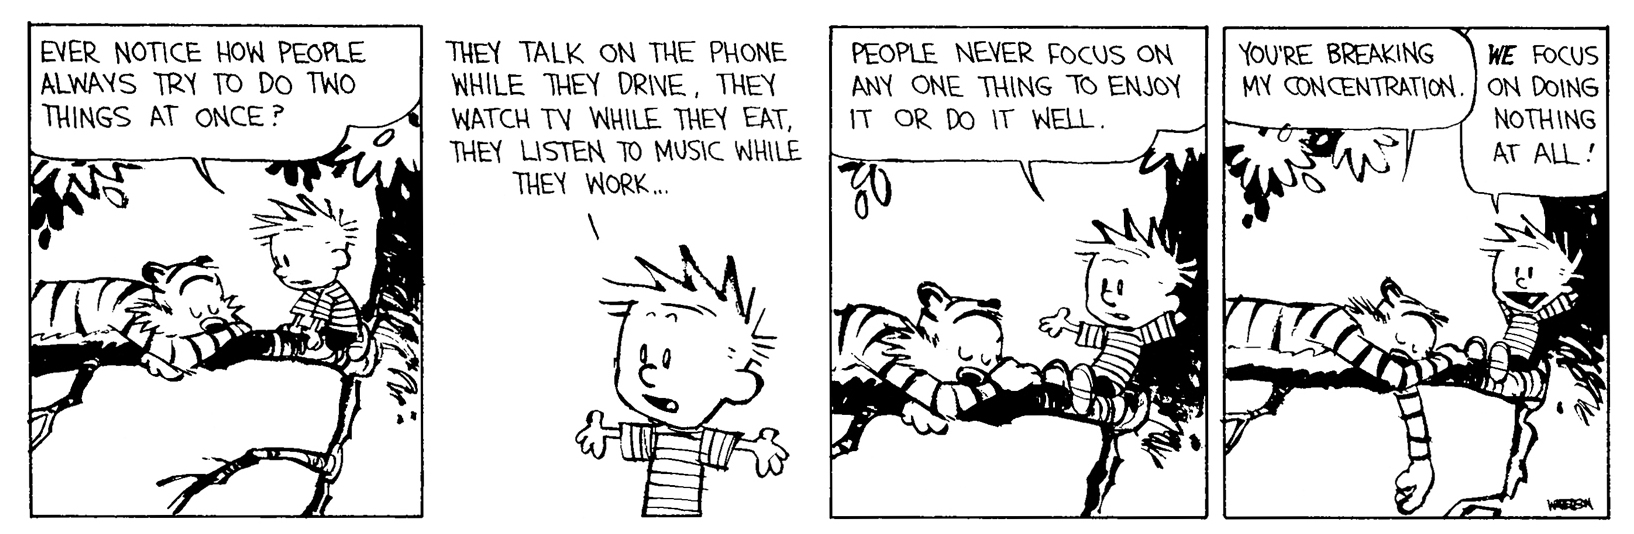 EVER NOTICE HOW PEOPLE
ALWAYS TRY TO DO TWO
THINGS AT ONCE?
THEY TALK ON THE PHONE
WHILE THEY DRIVE, THEY
WATCH TV WHILE THEY EAT,
THEY LISTEN TO MUSIC WHILE
THEY WORK...
PEOPLE NEVER FOCUS ON
ANY ONE THING TO ENJOY
IT OR DO IT WELL.
YOU'RE BREAKING
MY CONCENTRATION.
WE FOCUS
ON DOING
NOTHING
AT ALL!
WATTERSON